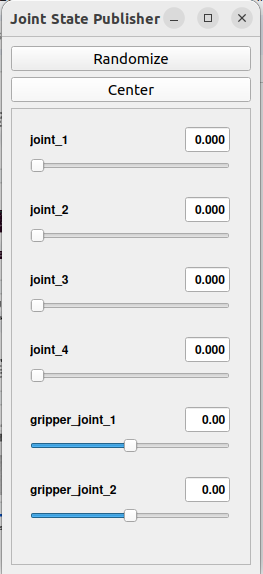 Joint State Publisher
Randomize
Center
joint_1 0.000
joint_2 0.000
joint_3 0.000
joint_4 0.000
gripper_joint_1 0.00
gripper_joint_2 0.00